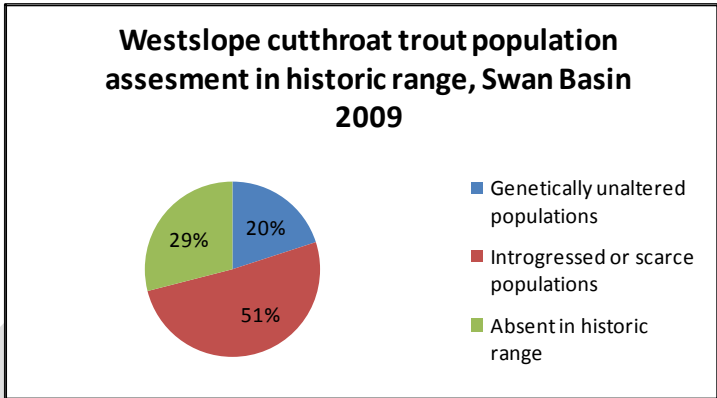 Westslope cutthroat trout population
assesment in historic range, Swan Basin
2009
20%
29%
51%
Genetically unaltered
populations
Introgressed or scarce
populations
Absent in historic
range